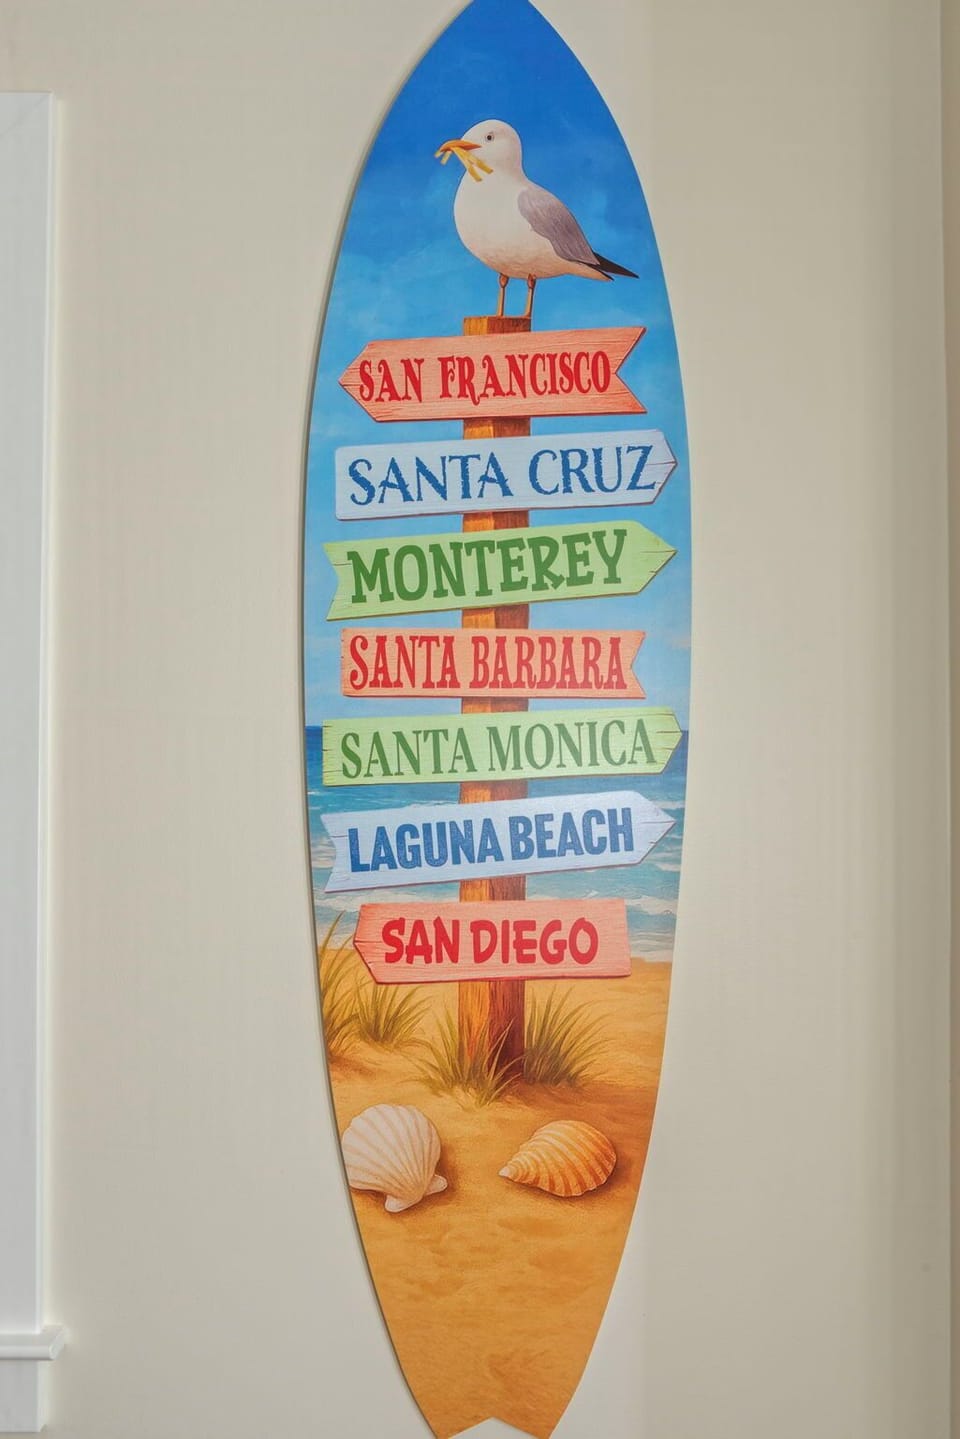 SAN FRANCISCO
SANTA CRUZ
MONTEREY
SANTA BARBARA
SANTA MONICA
LAGUNA BEACH
SAN DIEGO